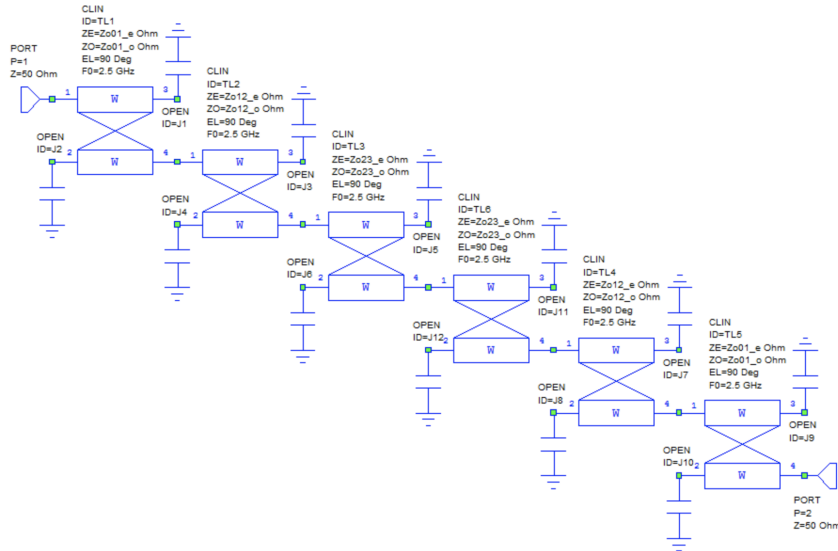 CLIN
ID=TL1
ZE=Zo01_e Ohm
ZO=Zo01_o Ohm
EL=90 Deg
F0=2.5 GHz
PORT
P=1
Z=50 Ohm
1
W
3
OPEN
ID=J1
OPEN
ID=J2
2
W
4
CLIN
ID=TL2
ZE=Zo12_e Ohm
ZO=Zo12_o Ohm
EL=90 Deg
F0=2.5 GHz
1
W
3
OPEN
ID=J3
OPEN
ID=J4
2
W
4
CLIN
ID=TL3
ZE=Zo23_e Ohm
ZO=Zo23_o Ohm
EL=90 Deg
F0=2.5 GHz
1
W
3
OPEN
ID=J5
OPEN
ID=J6
2
W
4
CLIN
ID=TL6
ZE=Zo23_e Ohm
ZO=Zo23_o Ohm
EL=90 Deg
F0=2.5 GHz
1
W
3
OPEN
ID=J11
OPEN
ID=J12
2
W
4
CLIN
ID=TL4
ZE=Zo12_e Ohm
ZO=Zo12_o Ohm
EL=90 Deg
F0=2.5 GHz
1
W
3
OPEN
ID=J7
OPEN
ID=J8
2
W
4
CLIN
ID=TL5
ZE=Zo01_e Ohm
ZO=Zo01_o Ohm
EL=90 Deg
F0=2.5 GHz
1
W
3
OPEN
ID=J9
OPEN
ID=J10
2
W
4
PORT
P=2
Z=50 Ohm